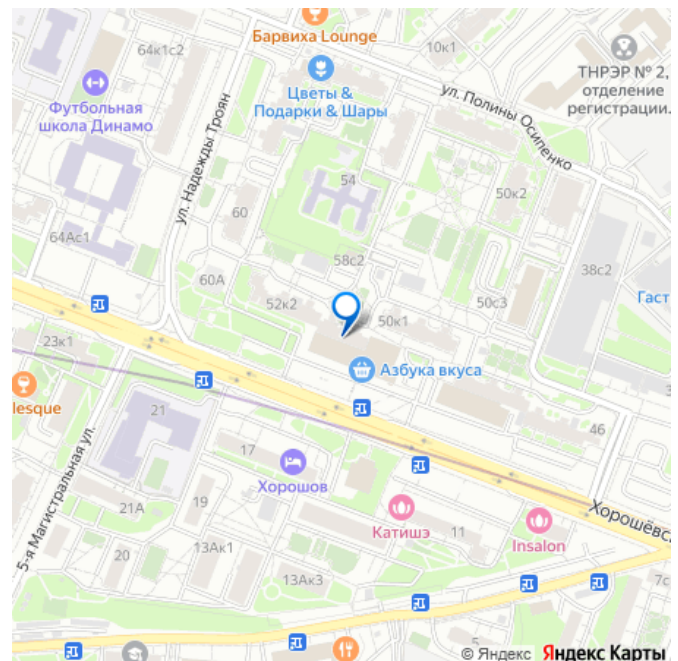 Барвиха Lounge
64к1с2
10к1
ТНРЭР № 2,
отделение
регистрации.
Футбольная
школа Динамо
Цветы &
Подарки & Шары
ул. Полины Осипенко
ул. Надежды Троян
54
50к2
60
64Ас1
58с2
38с2
60А
52к2
50к1
50с3
Гаст
23к1
Азбука вкуса
lesque
21
46
17
Хорошов
5-я Магистральная ул.
19
21А
Хорошёвс
Катишэ
11
Insalon
20
13Ак1
13Ак3
7с
5
© Яндекс Яндекс Карты